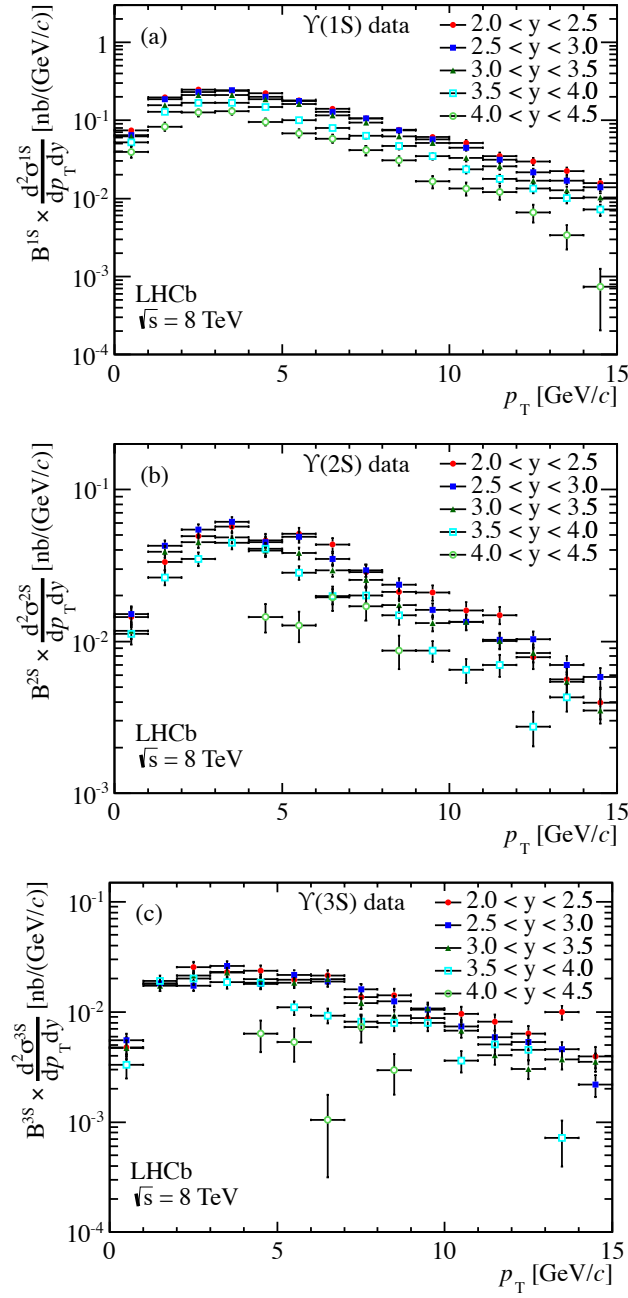 (a)
ϒ(1S) data
2.0 < y < 2.5
2.5 < y < 3.0
3.0 < y < 3.5
3.5 < y < 4.0
4.0 < y < 4.5
B^1S × d²σ^1S/dp_T dy [nb/(GeV/c)]
1
10^-1
10^-2
10^-3
10^-4
LHCb
√s = 8 TeV
0 5 10 15
p_T [GeV/c]
(b)
ϒ(2S) data
2.0 < y < 2.5
2.5 < y < 3.0
3.0 < y < 3.5
3.5 < y < 4.0
4.0 < y < 4.5
B^2S × d²σ^2S/dp_T dy [nb/(GeV/c)]
10^-1
10^-2
10^-3
LHCb
√s = 8 TeV
0 5 10 15
p_T [GeV/c]
(c)
ϒ(3S) data
2.0 < y < 2.5
2.5 < y < 3.0
3.0 < y < 3.5
3.5 < y < 4.0
4.0 < y < 4.5
B^3S × d²σ^3S/dp_T dy [nb/(GeV/c)]
10^-1
10^-2
10^-3
10^-4
LHCb
√s = 8 TeV
0 5 10 15
p_T [GeV/c]